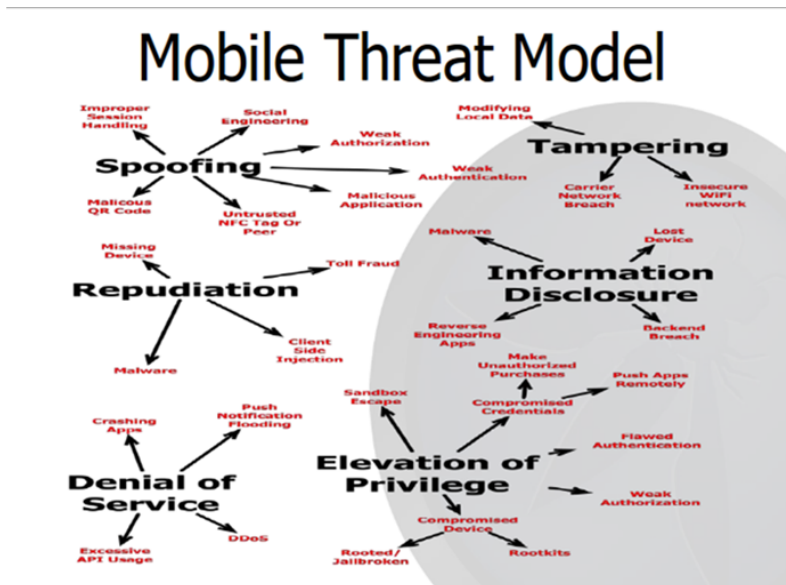 Mobile Threat Model
Improper
Session
Handling
Social
Engineering
Weak
Authorization
Spoofing
Weak
Authentication
Malicous
QR Code
Untrusted
NFC Tag Or
Peer
Malicious
Application
Modifying
Local Data
Tampering
Carrier
Network
Breach
Insecure
WiFi
network
Missing
Device
Toll Fraud
Repudiation
Malware
Client
Side
Injection
Malware
Lost
Device
Information
Disclosure
Reverse
Engineering
Apps
Backend
Breach
Crashing
Apps
Push
Notification
Flooding
Denial of
Service
Excessive
API Usage
DDoS
Sandbox
Escape
Make
Unauthorized
Purchases
Compromised
Credentials
Push Apps
Remotely
Elevation of
Privilege
Flawed
Authentication
Weak
Authorization
Compromised
Device
Rooted/
Jailbroken
Rootkits